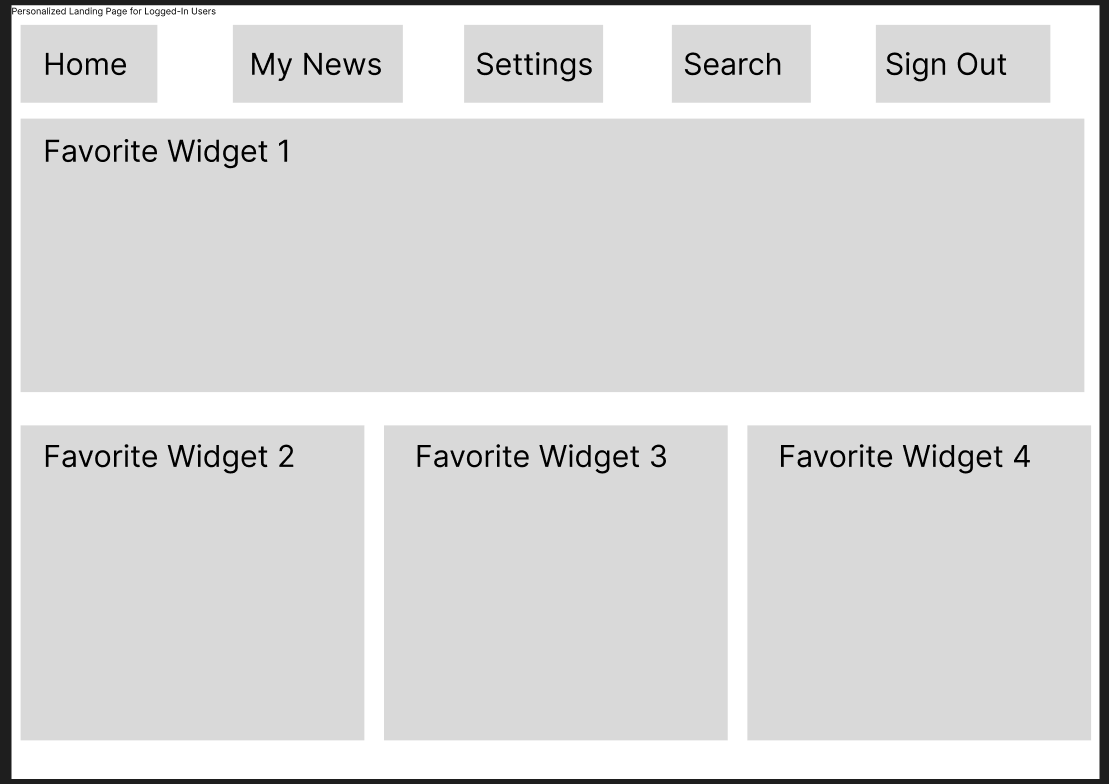 Personalized Landing Page for Logged-In Users
Home
My News
Settings
Search
Sign Out
Favorite Widget 1
Favorite Widget 2
Favorite Widget 3
Favorite Widget 4